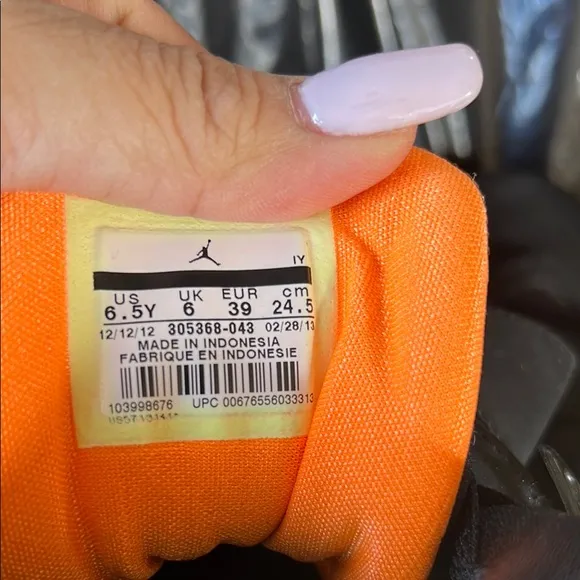 IY
US UK EUR cm
6.5Y 6 39 24.5
12/12/12 305368-043 02/28/13
MADE IN INDONESIA
FABRIQUE EN INDONESIE
103998676 UPC 00676556033313